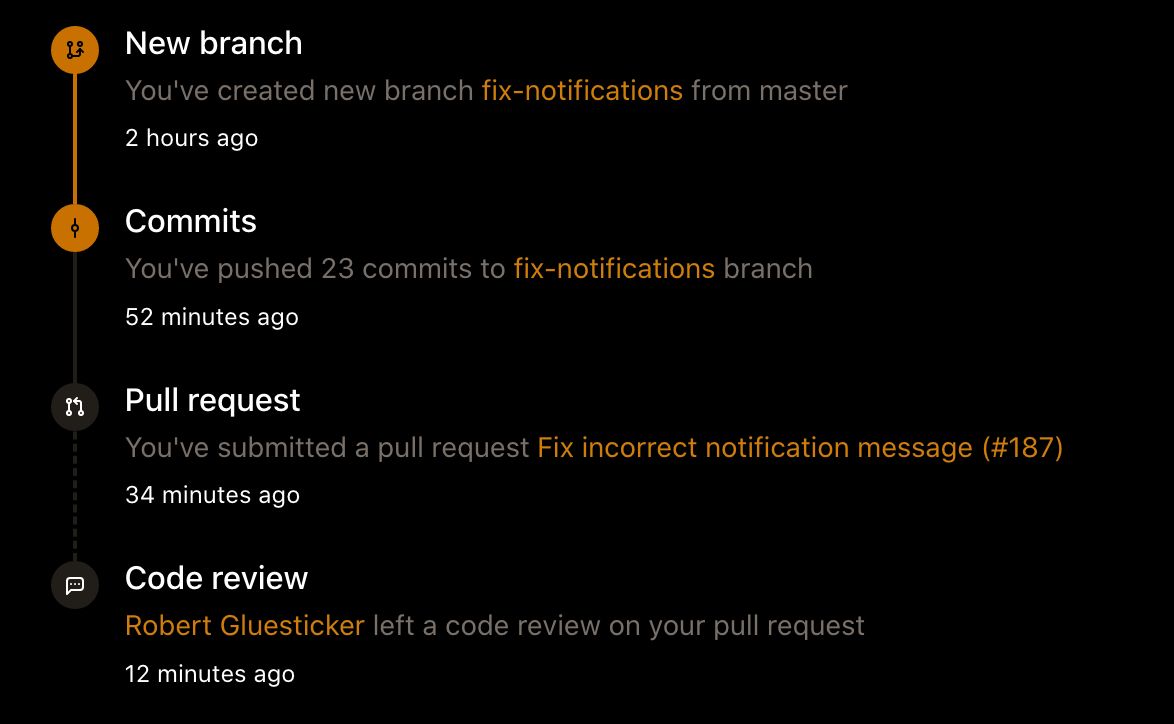 New branch
You've created new branch fix-notifications from master
2 hours ago
Commits
You've pushed 23 commits to fix-notifications branch
52 minutes ago
Pull request
You've submitted a pull request Fix incorrect notification message (#187)
34 minutes ago
Code review
Robert Gluesticker left a code review on your pull request
12 minutes ago